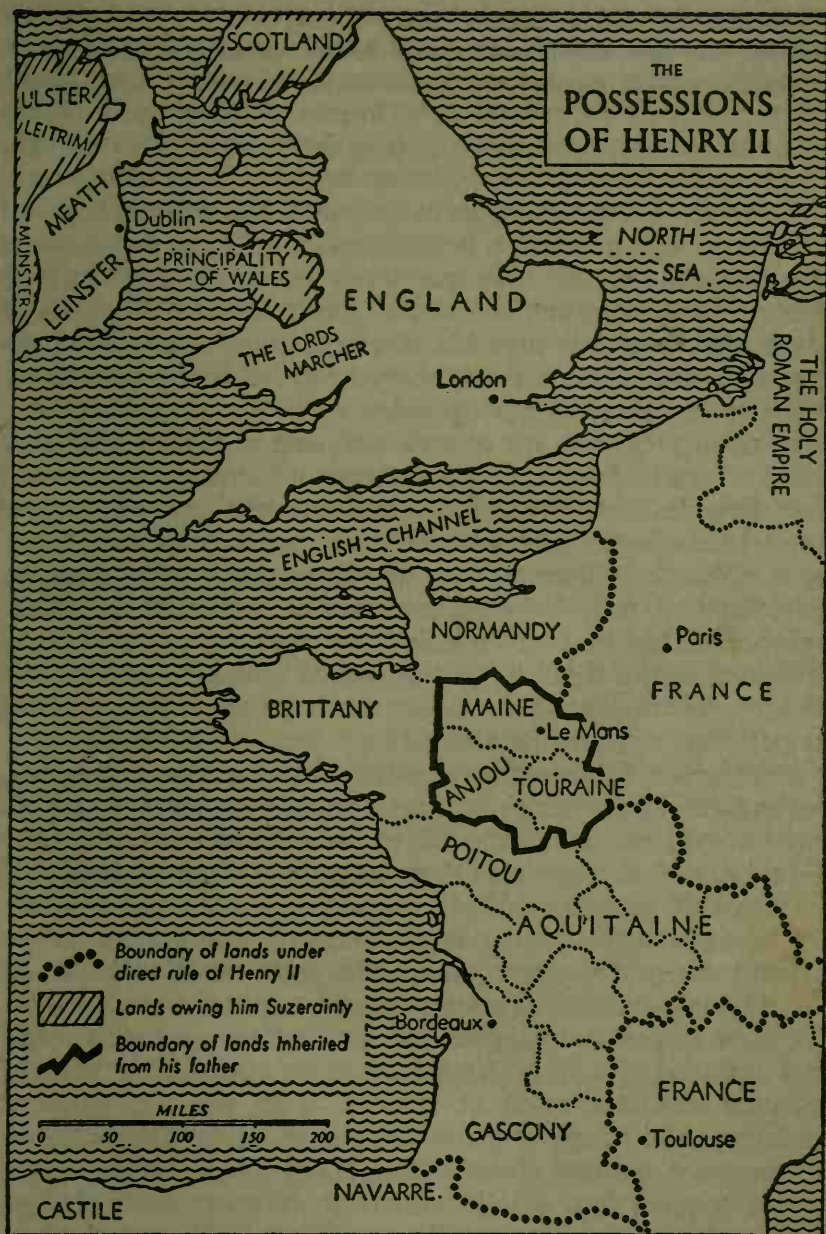 THE
POSSESSIONS
OF HENRY II
SCOTLAND
ULSTER
LEITRIM
MEATH
Dublin
MUNSTER
LEINSTER
PRINCIPALITY
OF WALES
NORTH
SEA
ENGLAND
THE LORDS
MARCHER
London
THE HOLY
ROMAN EMPIRE
ENGLISH CHANNEL
NORMANDY
Paris
FRANCE
BRITTANY
MAINE
Le Mans
ANJOU
TOURAINE
POITOU
AQUITAINE
Boundary of lands under
direct rule of Henry II
Lands owing him Suzerainty
Boundary of lands Inherited
from his father
Bordeaux
MILES
0 50 100 150 200
FRANCE
GASCONY
Toulouse
NAVARRE.
CASTILE